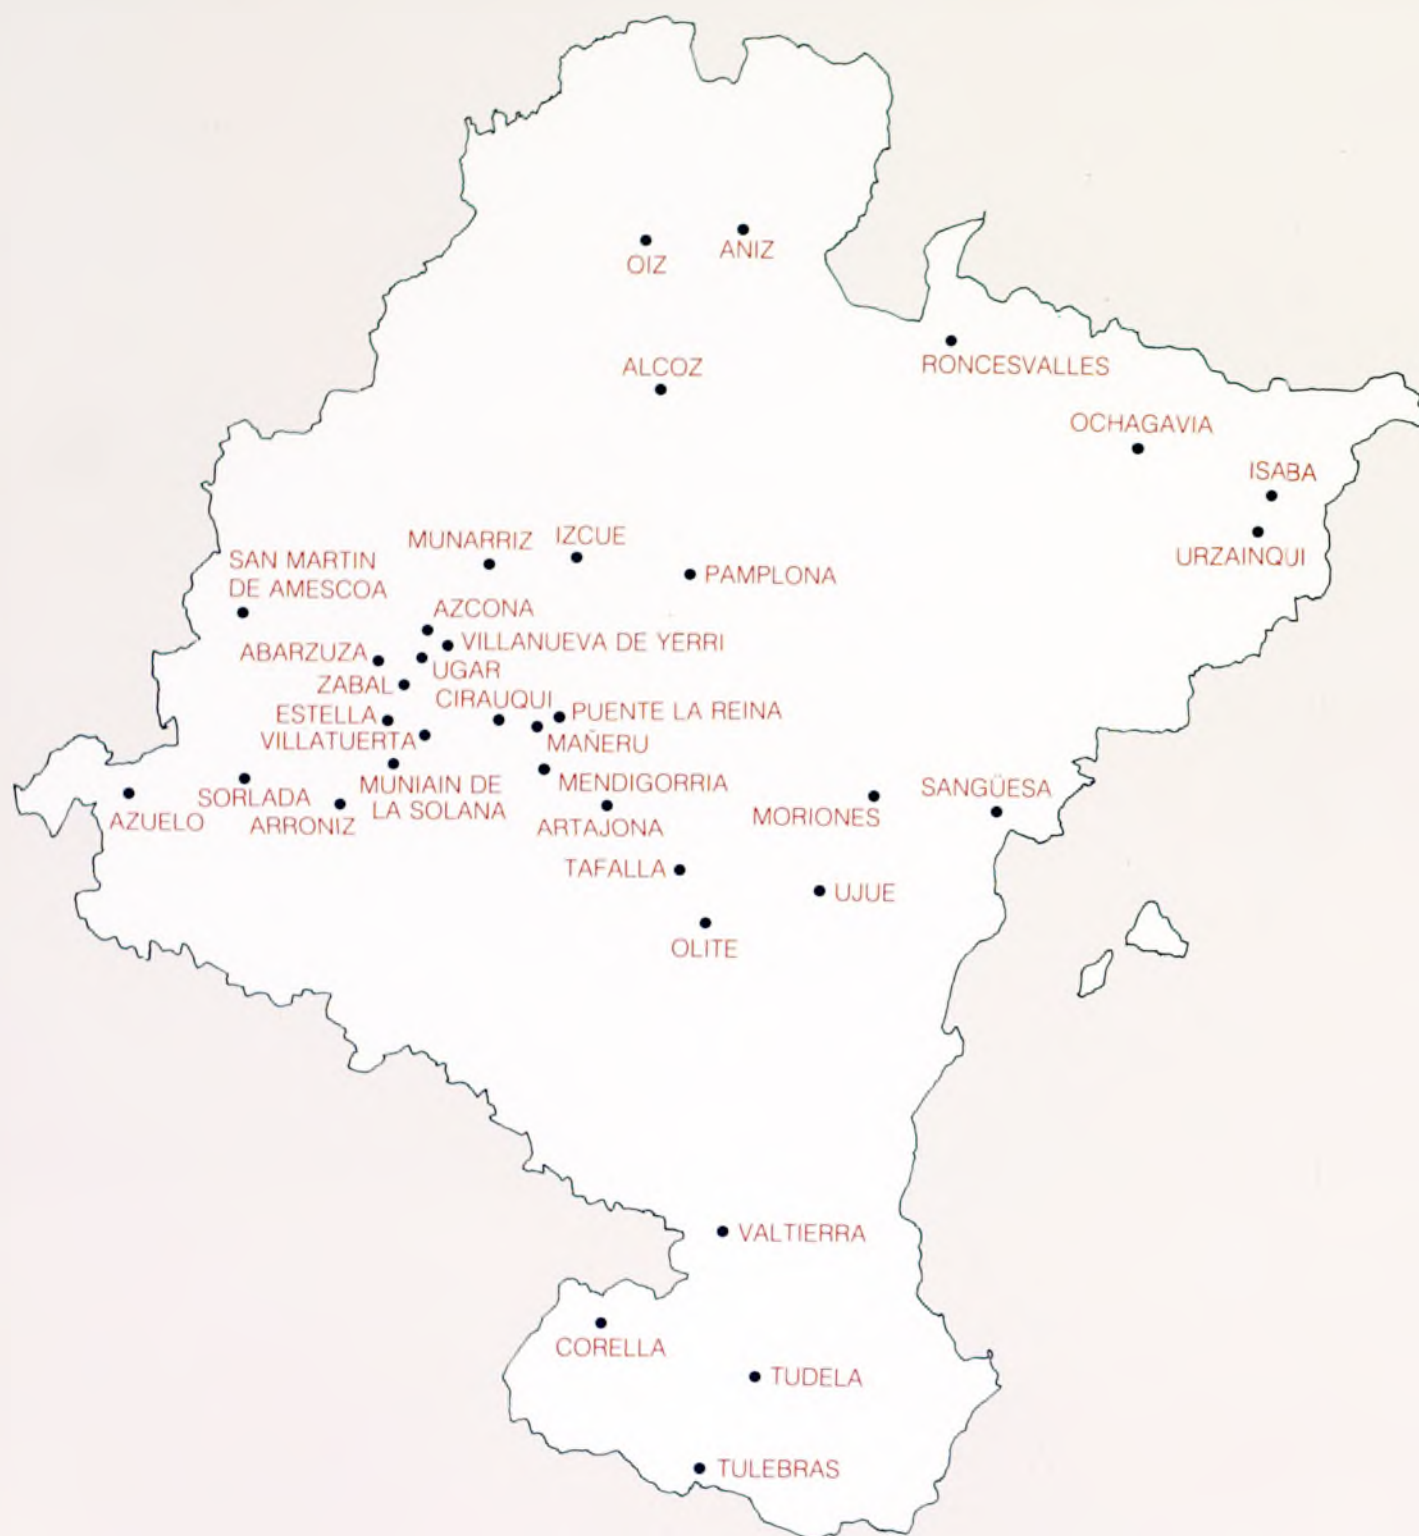 OIZ
AÑIZ
ALCOZ
RONCESVALLES
OCHAGAVIA
ISABA
URZAINQUI
MUNARRIZ
IZCUE
SAN MARTIN
DE AMESCOA
PAMPLONA
AZCONA
VILLANUEVA DE YERRI
ABARZUZA
UGAR
ZABAL
CIRAUQUI
ESTELLA
PUENTE LA REINA
VILLATUERTA
MAÑERU
MUNIAIN DE
LA SOLANA
MENDIGORRIA
SORLADA
AZUELO
ARRONIZ
ARTAJONA
MORIONES
SANGÜESA
TAFALLA
UJUE
OLITE
VALTIERRA
CORELLA
TUDELA
TULEBRAS